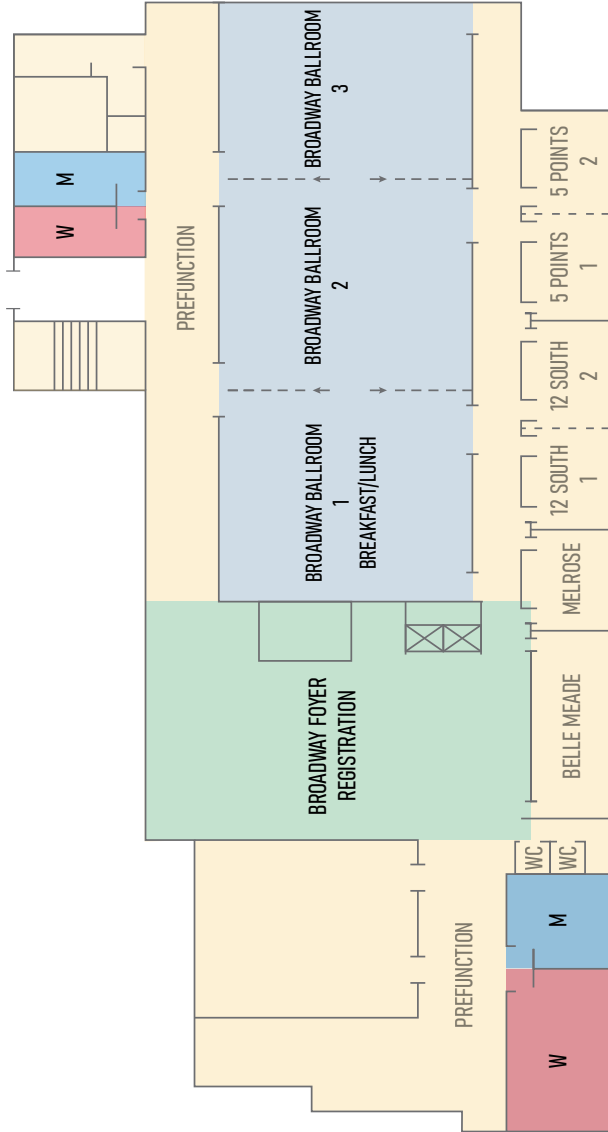 M
W
PREFUNCTION
BROADWAY BALLROOM
3
BROADWAY BALLROOM
2
BROADWAY BALLROOM
1
BREAKFAST/LUNCH
5 POINTS
2
5 POINTS
1
12 SOUTH
2
12 SOUTH
1
MELROSE
BELLE MEADE
BROADWAY FOYER
REGISTRATION
WC
WC
PREFUNCTION
M
W